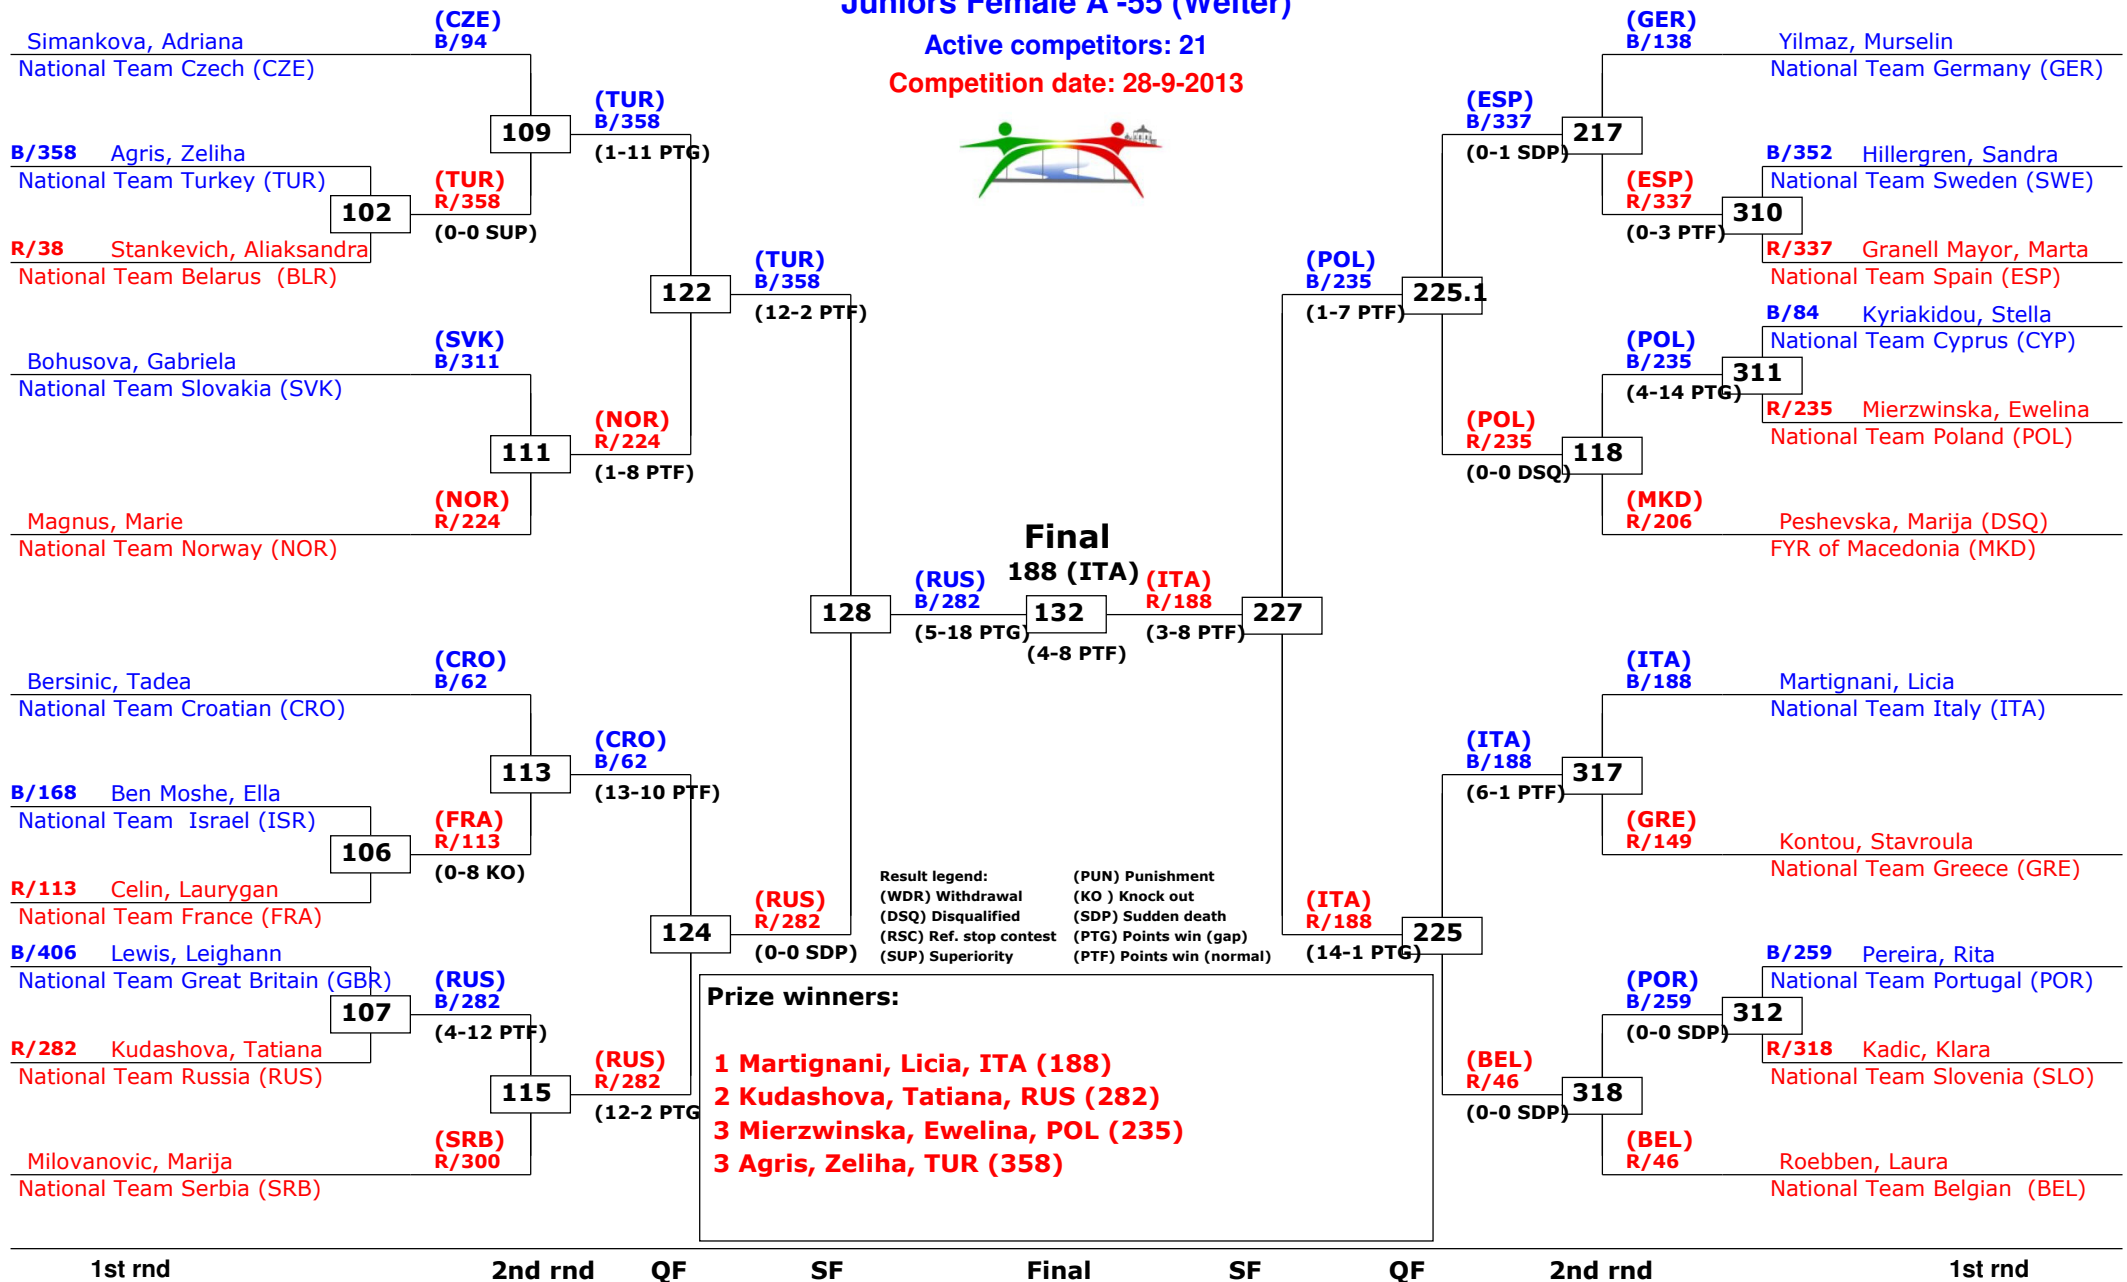 Juniors Female A -55 (Welter)
Active competitors: 21
Competition date: 28-9-2013
(CZE)
B/94
Simankova, Adriana
National Team Czech (CZE)
109
(TUR)
B/358
(1-11 PTG)
B/358 Agris, Zeliha
National Team Turkey (TUR)
102
(TUR)
R/358
(0-0 SUP)
R/38 Stankevich, Aliaksandra
National Team Belarus (BLR)
122
(TUR)
B/358
(12-2 PTF)
(SVK)
B/311
Bohusova, Gabriela
National Team Slovakia (SVK)
111
(NOR)
R/224
(1-8 PTF)
(NOR)
R/224
Magnus, Marie
National Team Norway (NOR)
128
(RUS)
B/282
(5-18 PTG)
(CRO)
B/62
Bersinic, Tadea
National Team Croatian (CRO)
113
(CRO)
B/62
(13-10 PTF)
B/168 Ben Moshe, Ella
National Team Israel (ISR)
106
(FRA)
R/113
(0-8 KO)
R/113 Celin, Laurygan
National Team France (FRA)
124
(RUS)
R/282
(0-0 SDP)
B/406 Lewis, Leighann
National Team Great Britain (GBR)
107
(RUS)
B/282
(4-12 PTF)
R/282 Kudashova, Tatiana
National Team Russia (RUS)
115
(RUS)
R/282
(12-2 PTG
(SRB)
R/300
Milovanovic, Marija
National Team Serbia (SRB)
Final
188 (ITA)
132
(4-8 PTF)
(GER)
B/138
Yilmaz, Murselin
National Team Germany (GER)
(ESP)
B/337
(0-1 SDP)
217
B/352 Hillergren, Sandra
National Team Sweden (SWE)
(ESP)
R/337
(0-3 PTF)
310
R/337 Granell Mayor, Marta
National Team Spain (ESP)
(POL)
B/235
(1-7 PTF)
225.1
B/84 Kyriakidou, Stella
National Team Cyprus (CYP)
(POL)
B/235
(4-14 PTG)
311
R/235 Mierzwinska, Ewelina
National Team Poland (POL)
(POL)
R/235
(0-0 DSQ)
118
(MKD)
R/206
Peshevska, Marija (DSQ)
FYR of Macedonia (MKD)
(ITA)
R/188
(3-8 PTF)
227
(ITA)
B/188
Martignani, Licia
National Team Italy (ITA)
(ITA)
B/188
(6-1 PTF)
317
(GRE)
R/149
Kontou, Stavroula
National Team Greece (GRE)
(ITA)
R/188
(14-1 PTG)
225
B/259 Pereira, Rita
National Team Portugal (POR)
(POR)
B/259
(0-0 SDP)
312
R/318 Kadic, Klara
National Team Slovenia (SLO)
(BEL)
R/46
(0-0 SDP)
318
(BEL)
R/46
Roebben, Laura
National Team Belgian (BEL)
Result legend: (PUN) Punishment
(WDR) Withdrawal (KO ) Knock out
(DSQ) Disqualified (SDP) Sudden death
(RSC) Ref. stop contest (PTG) Points win (gap)
(SUP) Superiority (PTF) Points win (normal)
Prize winners:
1 Martignani, Licia, ITA (188)
2 Kudashova, Tatiana, RUS (282)
3 Mierzwinska, Ewelina, POL (235)
3 Agris, Zeliha, TUR (358)
1st rnd 2nd rnd QF SF Final SF QF 2nd rnd 1st rnd